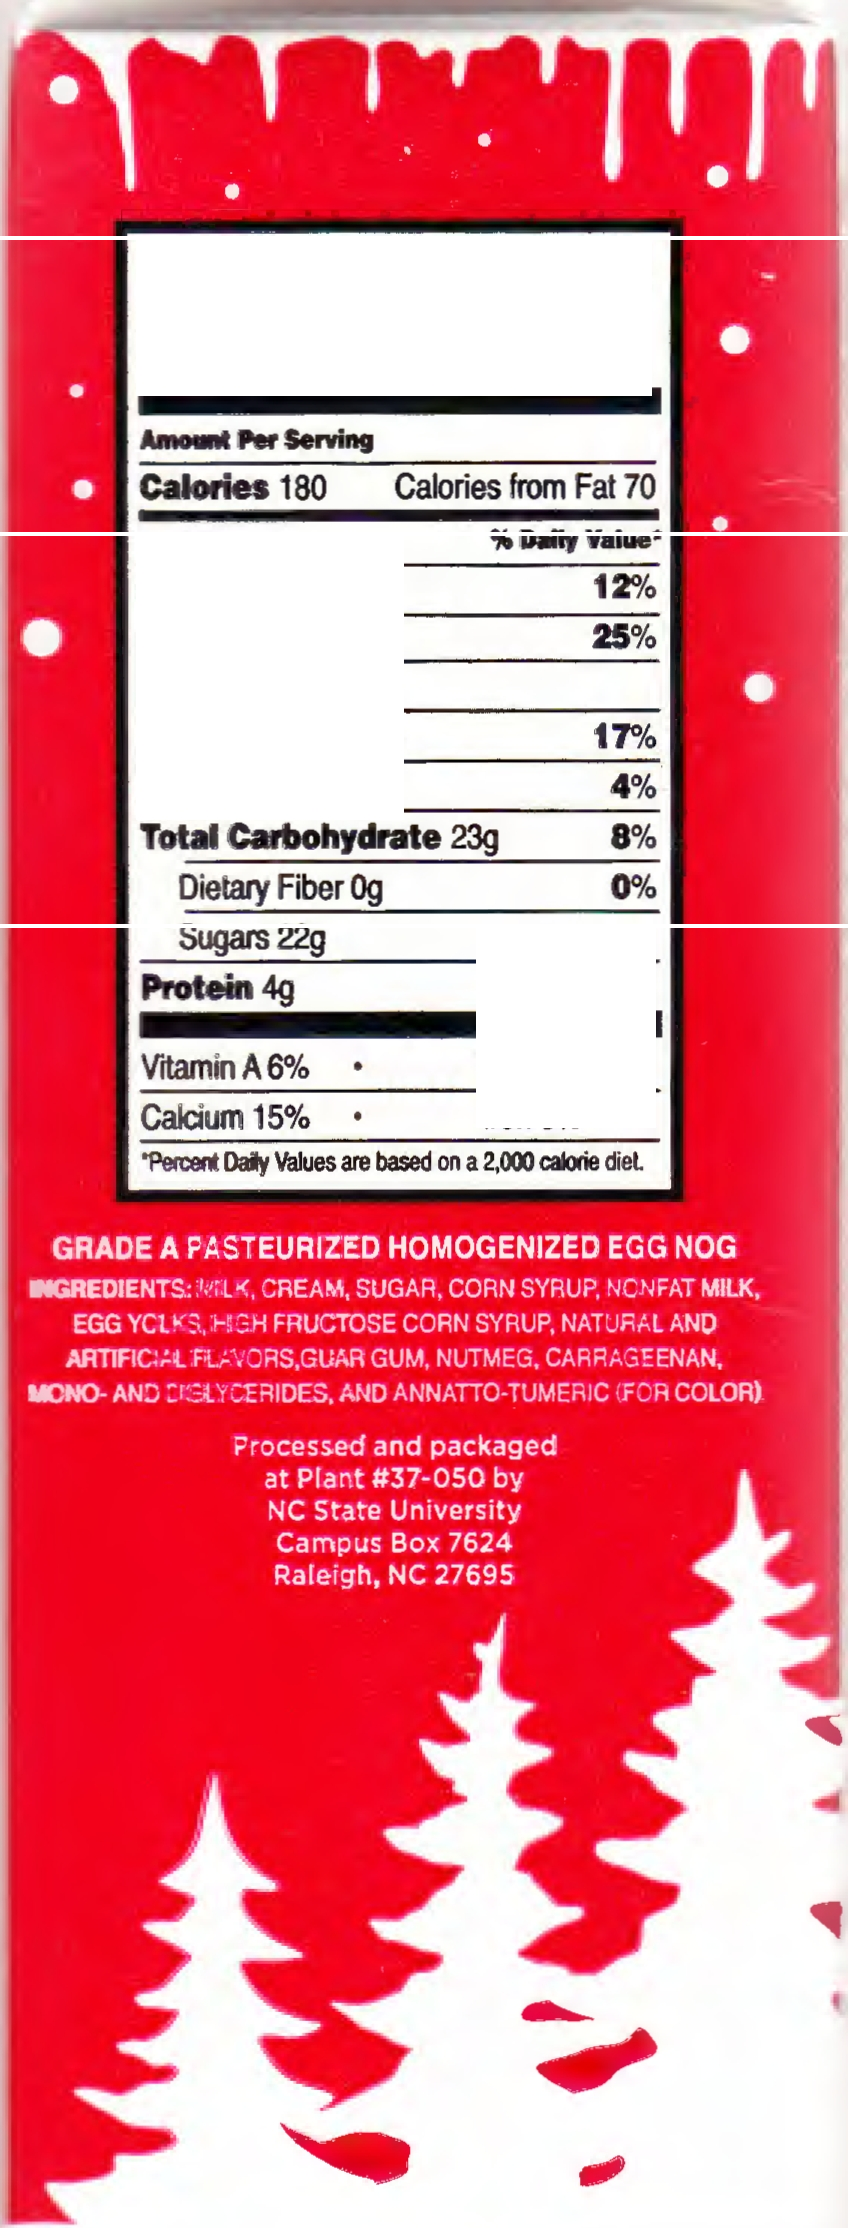 Amount Per Serving
Calories 180 Calories from Fat 70
% Daily Value*
12%
25%
17%
4%
Total Carbohydrate 23g 8%
Dietary Fiber 0g 0%
Sugars 22g
Protein 4g
Vitamin A 6% •
Calcium 15% •
*Percent Daily Values are based on a 2,000 calorie diet.
GRADE A PASTEURIZED HOMOGENIZED EGG NOG
INGREDIENTS: MILK, CREAM, SUGAR, CORN SYRUP, NONFAT MILK,
EGG YOLKS, HIGH FRUCTOSE CORN SYRUP, NATURAL AND
ARTIFICIAL FLAVORS,GUAR GUM, NUTMEG, CARRAGEENAN,
MONO- AND DIGLYCERIDES, AND ANNATTO-TUMERIC (FOR COLOR)
Processed and packaged
at Plant #37-050 by
NC State University
Campus Box 7624
Raleigh, NC 27695